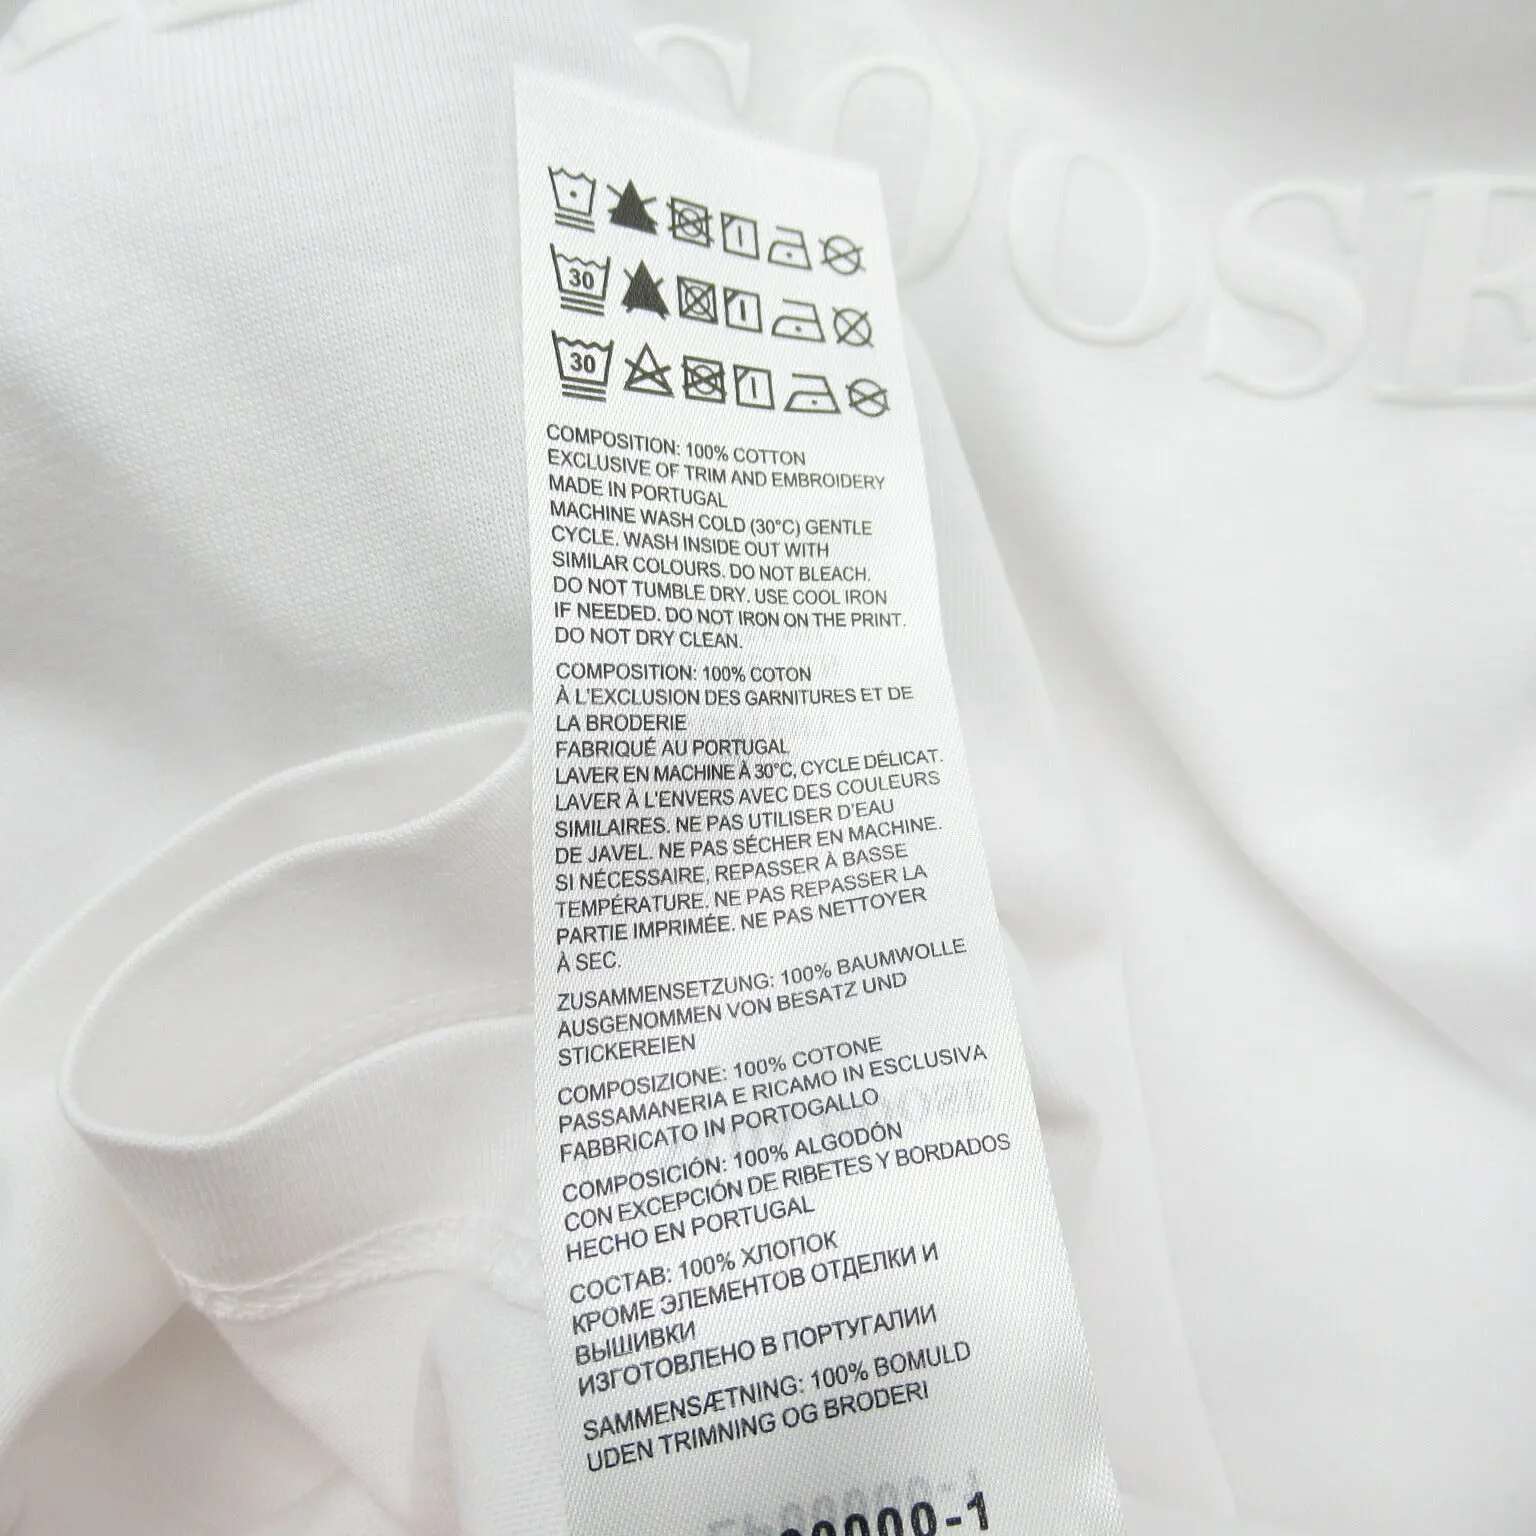 OOSE
30
30
COMPOSITION: 100% COTTON
EXCLUSIVE OF TRIM AND EMBROIDERY
MADE IN PORTUGAL
MACHINE WASH COLD (30°C) GENTLE
CYCLE. WASH INSIDE OUT WITH
SIMILAR COLOURS. DO NOT BLEACH.
DO NOT TUMBLE DRY. USE COOL IRON
IF NEEDED. DO NOT IRON ON THE PRINT.
DO NOT DRY CLEAN.
COMPOSITION: 100% COTON
À L'EXCLUSION DES GARNITURES ET DE
LA BRODERIE
FABRIQUÉ AU PORTUGAL
LAVER EN MACHINE À 30°C, CYCLE DÉLICAT.
LAVER À L'ENVERS AVEC DES COULEURS
SIMILAIRES. NE PAS UTILISER D'EAU
DE JAVEL. NE PAS SÉCHER EN MACHINE.
SI NÉCESSAIRE, REPASSER À BASSE
TEMPÉRATURE. NE PAS REPASSER LA
PARTIE IMPRIMÉE. NE PAS NETTOYER
À SEC.
ZUSAMMENSETZUNG: 100% BAUMWOLLE
AUSGENOMMEN VON BESATZ UND
STICKEREIEN
COMPOSIZIONE: 100% COTONE
PASSAMANERIA E RICAMO IN ESCLUSIVA
FABBRICATO IN PORTOGALLO
COMPOSICIÓN: 100% ALGODÓN
CON EXCEPCIÓN DE RIBETES Y BORDADOS
HECHO EN PORTUGAL
СОСТАВ: 100% ХЛОПОК
КРОМЕ ЭЛЕМЕНТОВ ОТДЕЛКИ И
ВЫШИВКИ
ИЗГОТОВЛЕНО В ПОРТУГАЛИИ
SAMMENSÆTNING: 100% BOMULD
UDEN TRIMNING OG BRODERI